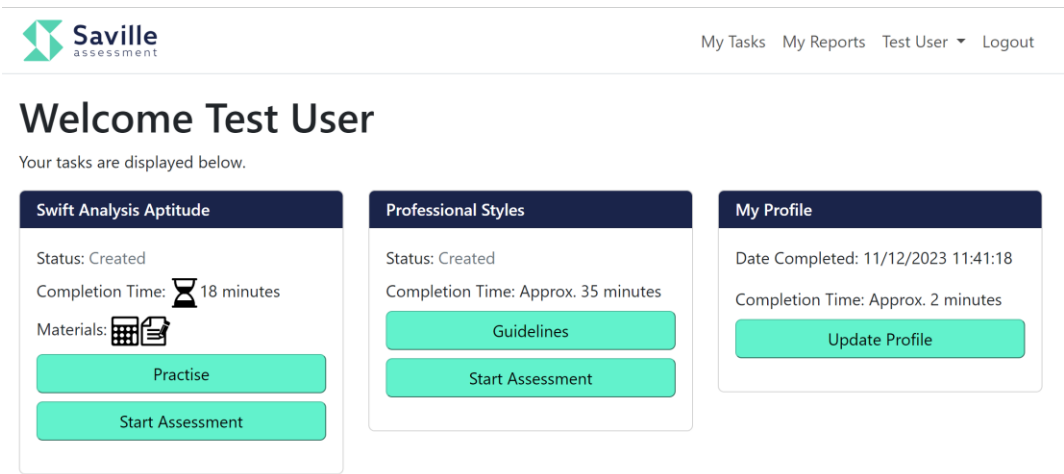 Saville
assessment
My Tasks My Reports Test User Logout
Welcome Test User
Your tasks are displayed below.
Swift Analysis Aptitude
Status: Created
Completion Time: 18 minutes
Materials:
Practise
Start Assessment
Professional Styles
Status: Created
Completion Time: Approx. 35 minutes
Guidelines
Start Assessment
My Profile
Date Completed: 11/12/2023 11:41:18
Completion Time: Approx. 2 minutes
Update Profile